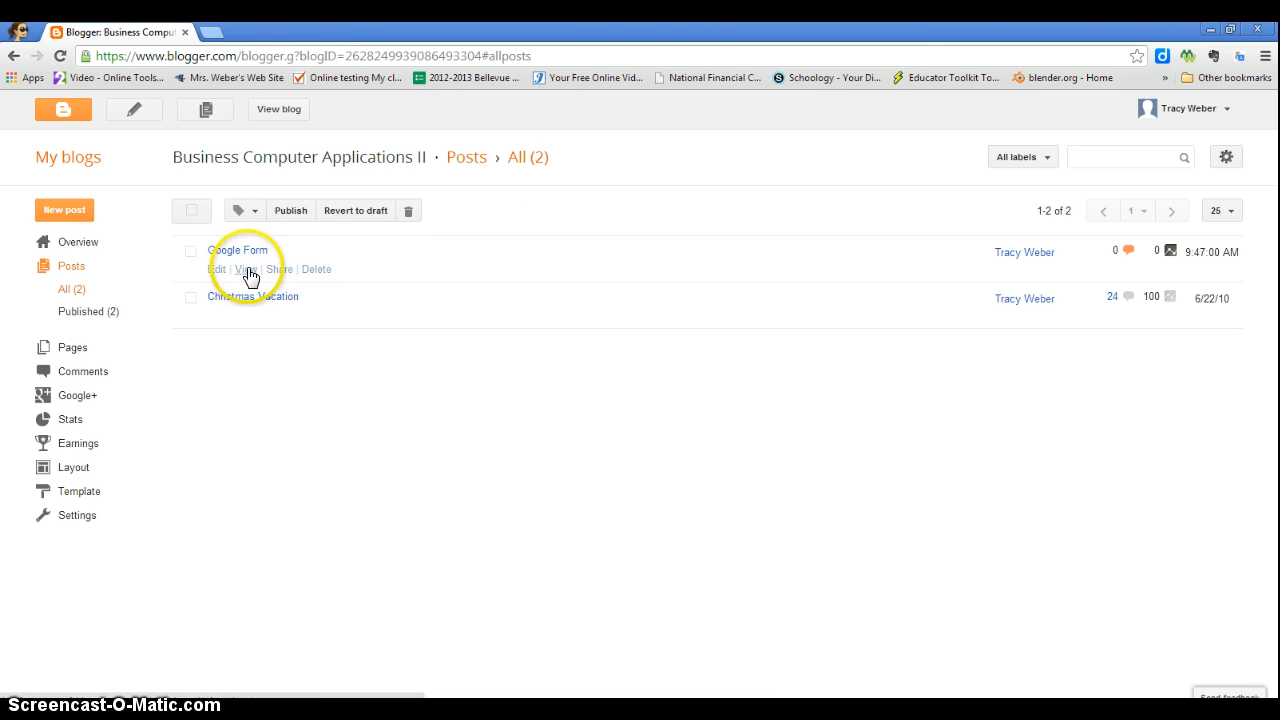 Blogger: Business Compu
https://www.blogger.com/blogger.g?blogID=2628249939086493304#allposts
Apps Video - Online Tools... Mrs. Weber's Web Site Online testing My cl... 2012-2013 Bellevue ... Your Free Online Vid... National Financial C... Schoology - Your Di... Educator Toolkit To... blender.org - Home » Other bookmarks
View blog Tracy Weber
My blogs Business Computer Applications II · Posts › All (2) All labels
New post Publish Revert to draft 1-2 of 2 1 25
Overview
Google Form Tracy Weber 0 0 9:47:00 AM
Posts
Edit | View | Share | Delete
All (2)
Christmas Vacation Tracy Weber 24 100 6/22/10
Published (2)
Pages
Comments
Google+
Stats
Earnings
Layout
Template
Settings
Send feedback
Screencast-O-Matic.com